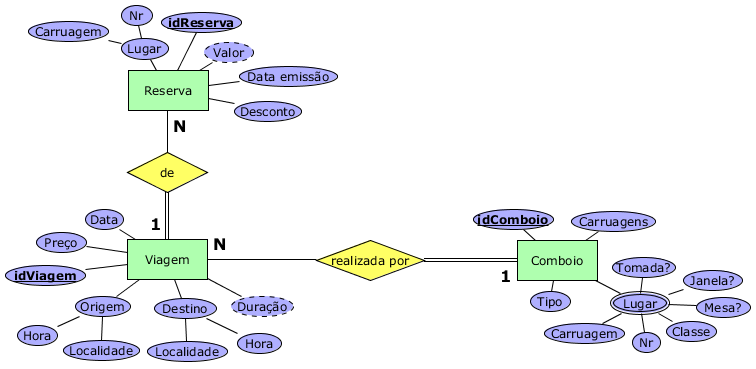 Nr
idReserva
Carruagem
Lugar
Valor
Data emissão
Reserva
Desconto
N
de
1
Data
N
idComboio
Carruagens
Preço
Viagem
realizada por
Comboio
idViagem
1
Tomada?
Janela?
Origem
Destino
Duração
Tipo
Lugar
Mesa?
Hora
Hora
Carruagem
Classe
Localidade
Localidade
Nr